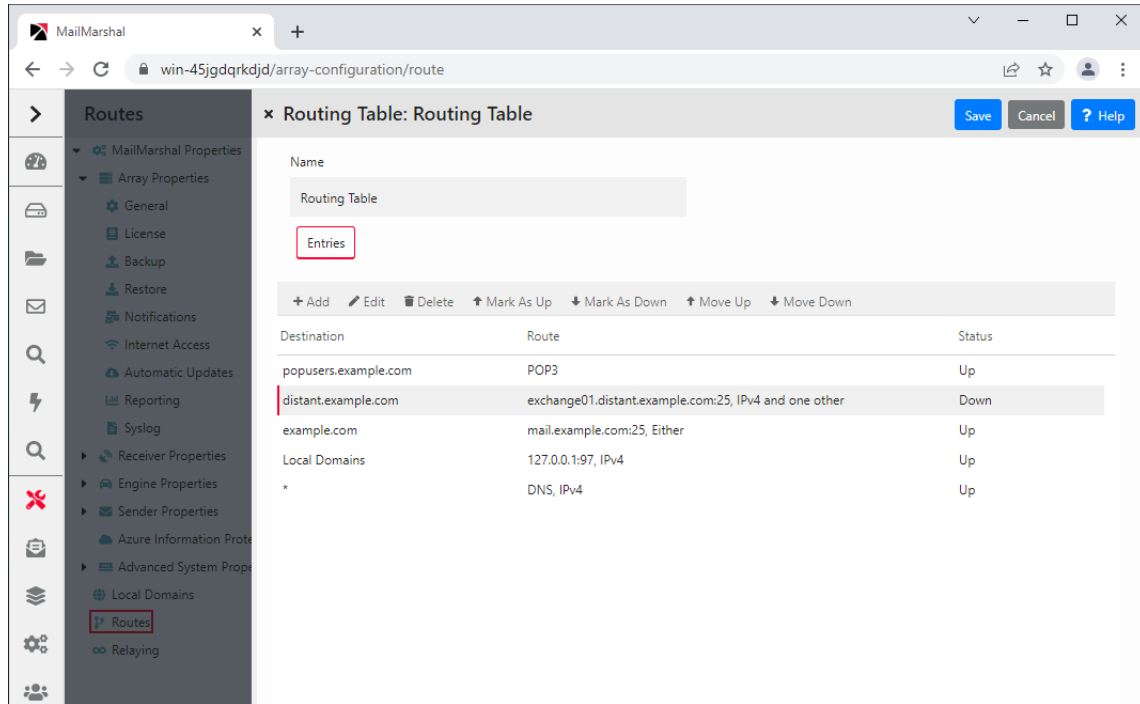 MailMarshal
win-45jgdqrkdjd/array-configuration/route
Routes
Routing Table: Routing Table
Save
Cancel
? Help
MailMarshal Properties
Array Properties
General
License
Backup
Restore
Notifications
Internet Access
Automatic Updates
Reporting
Syslog
Receiver Properties
Engine Properties
Sender Properties
Azure Information Prote
Advanced System Prope
Local Domains
Routes
Relaying
Name
Routing Table
Entries
Add Edit Delete Mark As Up Mark As Down Move Up Move Down
Destination Route Status
popusers.example.com POP3 Up
distant.example.com exchange01.distant.example.com:25, IPv4 and one other Down
example.com mail.example.com:25, Either Up
Local Domains 127.0.0.1:97, IPv4 Up
* DNS, IPv4 Up